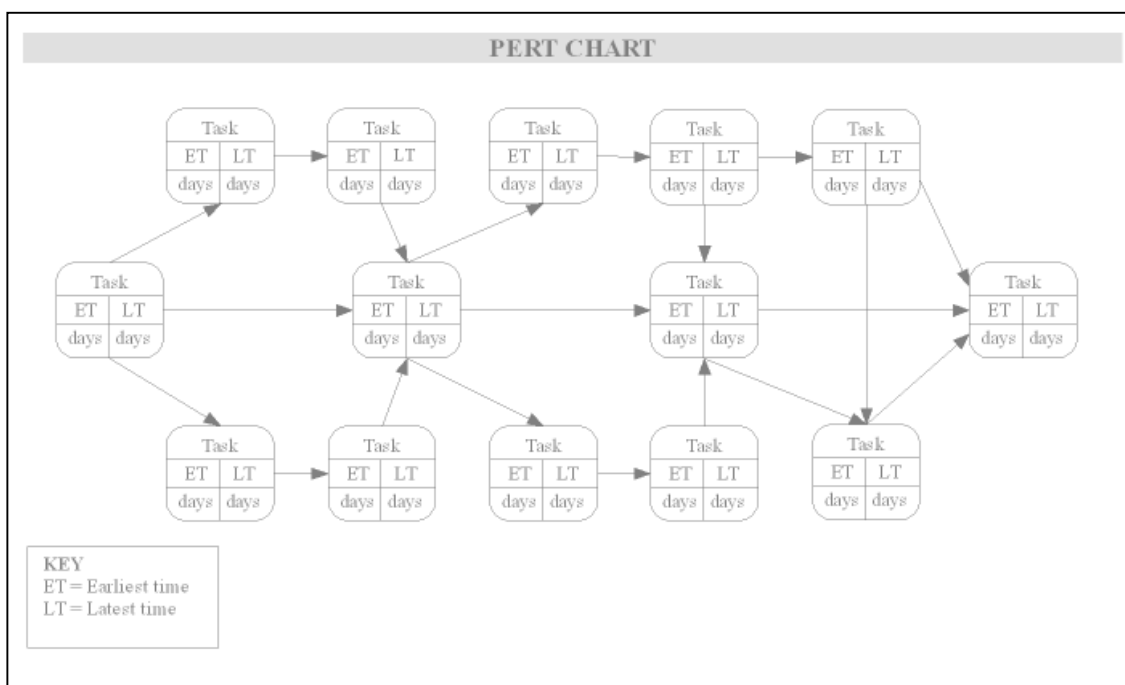 PERT CHART
Task Task Task Task Task
ET LT ET LT ET LT ET LT ET LT
days days days days days days days days days days
Task Task Task Task
ET LT ET LT ET LT ET LT
days days days days days days days days
Task Task Task Task Task
ET LT ET LT ET LT ET LT ET LT
days days days days days days days days days days
KEY
ET = Earliest time
LT = Latest time